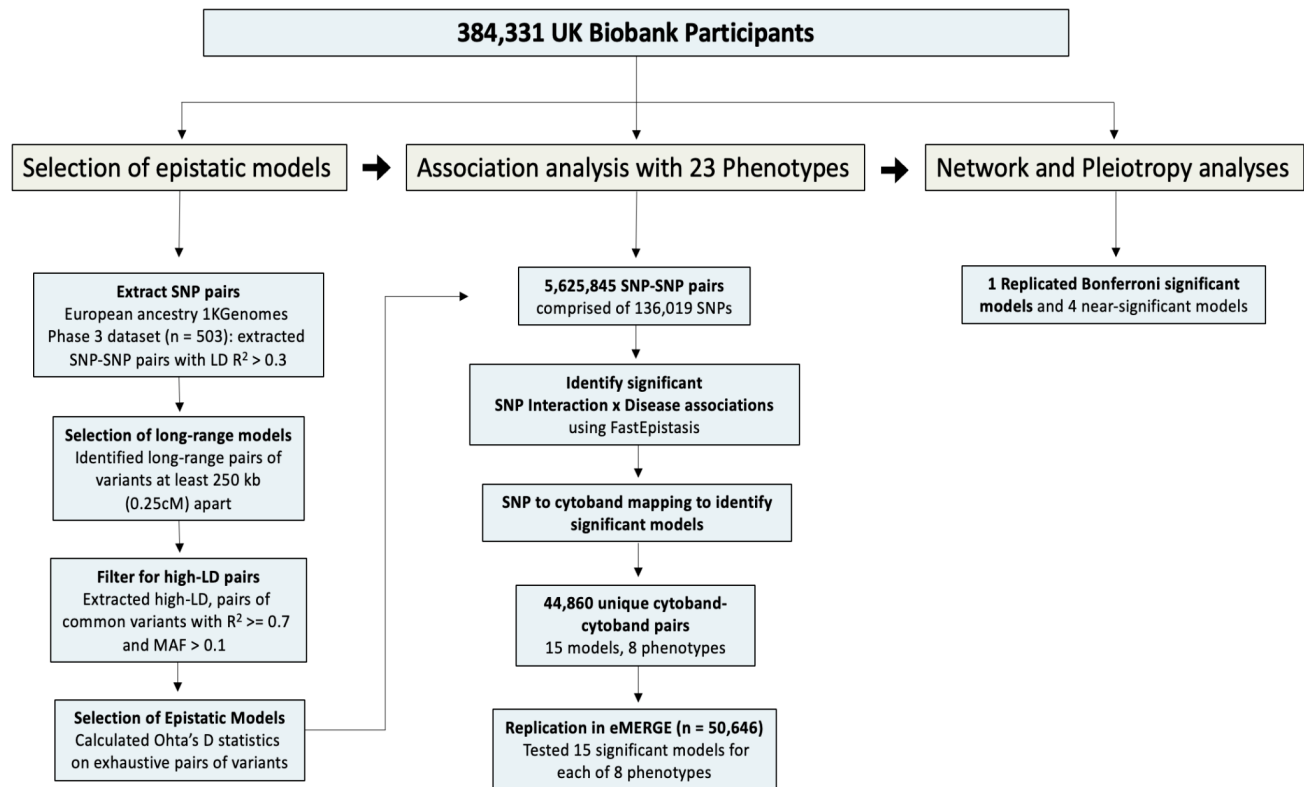 384,331 UK Biobank Participants
Selection of epistatic models
Association analysis with 23 Phenotypes
Network and Pleiotropy analyses
Extract SNP pairs
European ancestry 1KGenomes
Phase 3 dataset (n = 503): extracted
SNP-SNP pairs with LD R² > 0.3
Selection of long-range models
Identified long-range pairs of
variants at least 250 kb
(0.25cM) apart
Filter for high-LD pairs
Extracted high-LD, pairs of
common variants with R² >= 0.7
and MAF > 0.1
Selection of Epistatic Models
Calculated Ohta's D statistics
on exhaustive pairs of variants
5,625,845 SNP-SNP pairs
comprised of 136,019 SNPs
Identify significant
SNP Interaction x Disease associations
using FastEpistasis
SNP to cytoband mapping to identify
significant models
44,860 unique cytoband-
cytoband pairs
15 models, 8 phenotypes
Replication in eMERGE (n = 50,646)
Tested 15 significant models for
each of 8 phenotypes
1 Replicated Bonferroni significant
models and 4 near-significant models